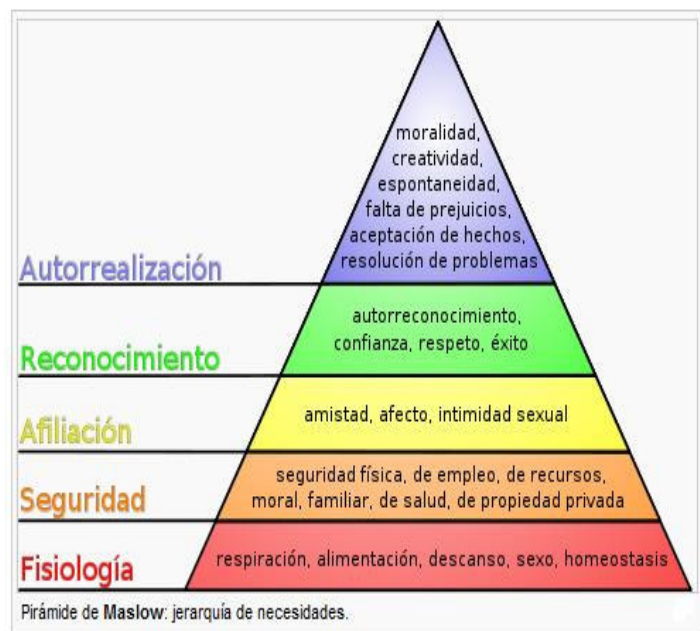 moralidad,
creatividad,
espontaneidad,
falta de prejuicios,
aceptación de hechos,
resolución de problemas
Autorrealización
autorreconocimiento,
confianza, respeto, éxito
Reconocimiento
amistad, afecto, intimidad sexual
Afiliación
seguridad física, de empleo, de recursos,
moral, familiar, de salud, de propiedad privada
Seguridad
respiración, alimentación, descanso, sexo, homeostasis
Fisiología
Pirámide de Maslow: jerarquía de necesidades.